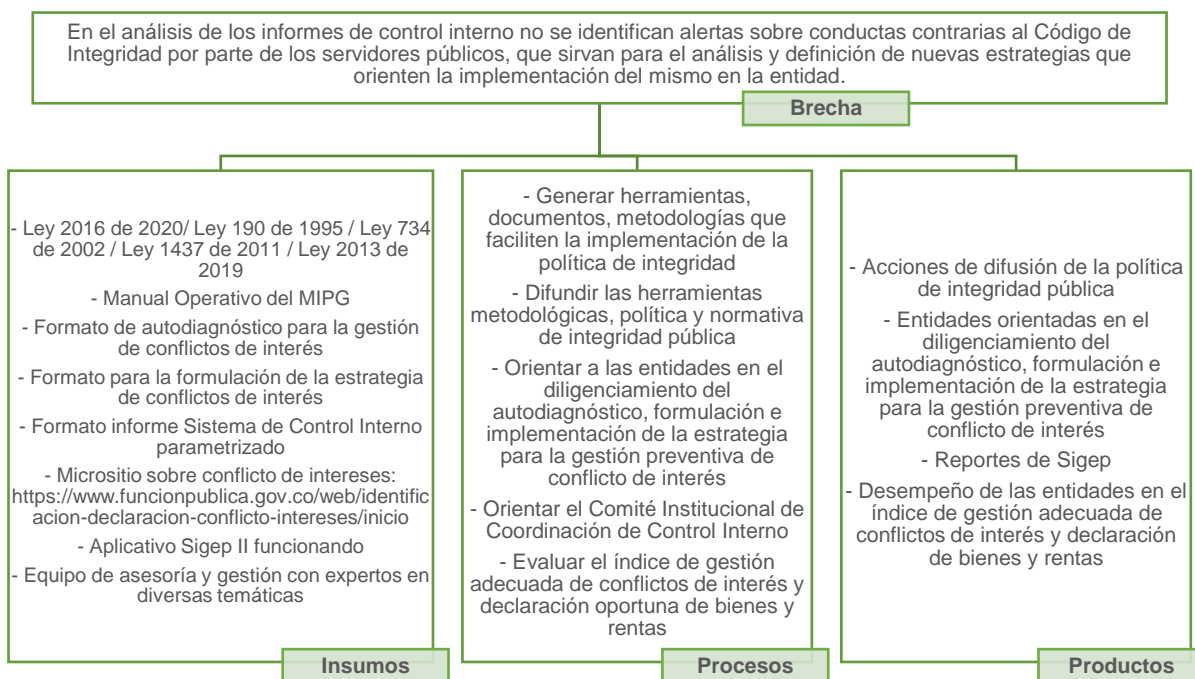 En el análisis de los informes de control interno no se identifican alertas sobre conductas contrarias al Código de
Integridad por parte de los servidores públicos, que sirvan para el análisis y definición de nuevas estrategias que
orienten la implementación del mismo en la entidad.
Brecha
- Ley 2016 de 2020/ Ley 190 de 1995 / Ley 734
de 2002 / Ley 1437 de 2011 / Ley 2013 de
2019
- Manual Operativo del MIPG
- Formato de autodiagnóstico para la gestión
de conflictos de interés
- Formato para la formulación de la estrategia
de conflictos de interés
- Formato informe Sistema de Control Interno
parametrizado
- Micrositio sobre conflicto de intereses:
https://www.funcionpublica.gov.co/web/identific
acion-declaracion-conflicto-intereses/inicio
- Aplicativo Sigep II funcionando
- Equipo de asesoría y gestión con expertos en
diversas temáticas
Insumos
- Generar herramientas,
documentos, metodologías que
faciliten la implementación de la
política de integridad
- Difundir las herramientas
metodológicas, política y normativa
de integridad pública
- Orientar a las entidades en el
diligenciamiento del
autodiagnóstico, formulación e
implementación de la estrategia
para la gestión preventiva de
conflicto de interés
- Orientar el Comité Institucional de
Coordinación de Control Interno
- Evaluar el índice de gestión
adecuada de conflictos de interés y
declaración oportuna de bienes y
rentas
Procesos
- Acciones de difusión de la política
de integridad pública
- Entidades orientadas en el
diligenciamiento del
autodiagnóstico, formulación e
implementación de la estrategia
para la gestión preventiva de
conflicto de interés
- Reportes de Sigep
- Desempeño de las entidades en el
índice de gestión adecuada de
conflictos de interés y declaración
de bienes y rentas
Productos